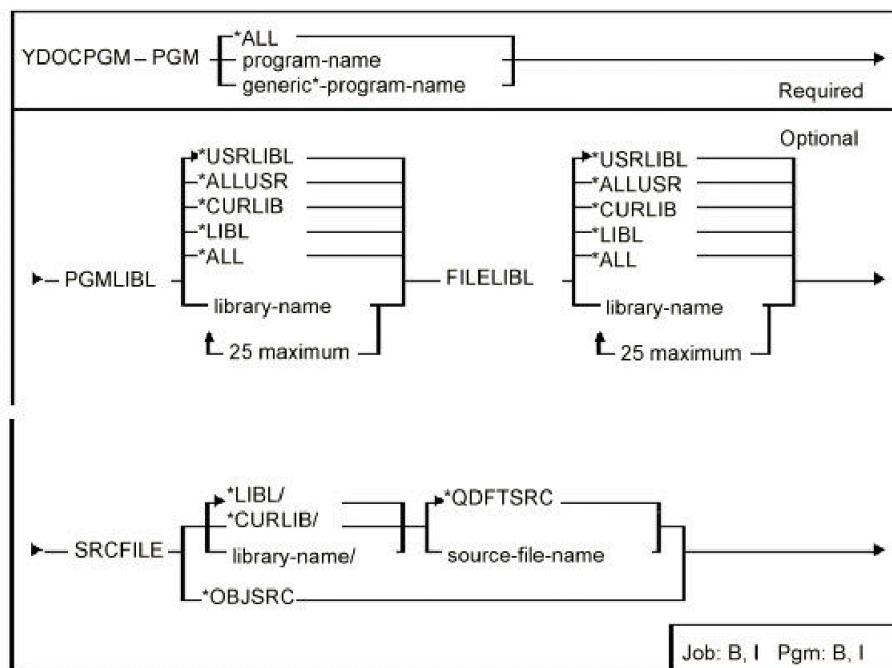 YDOCPGM – PGM
*ALL
program-name
generic*-program-name
Required
Optional
PGMLIBL
*USRLIBL
*ALLUSR
*CURLIB
*LIBL
*ALL
library-name
25 maximum
FILELIBL
*USRLIBL
*ALLUSR
*CURLIB
*LIBL
*ALL
library-name
25 maximum
SRCFILE
*LIBL/
*CURLIB/
library-name/
*QDFTSRC
source-file-name
*OBJSRC
Job: B, I Pgm: B, I